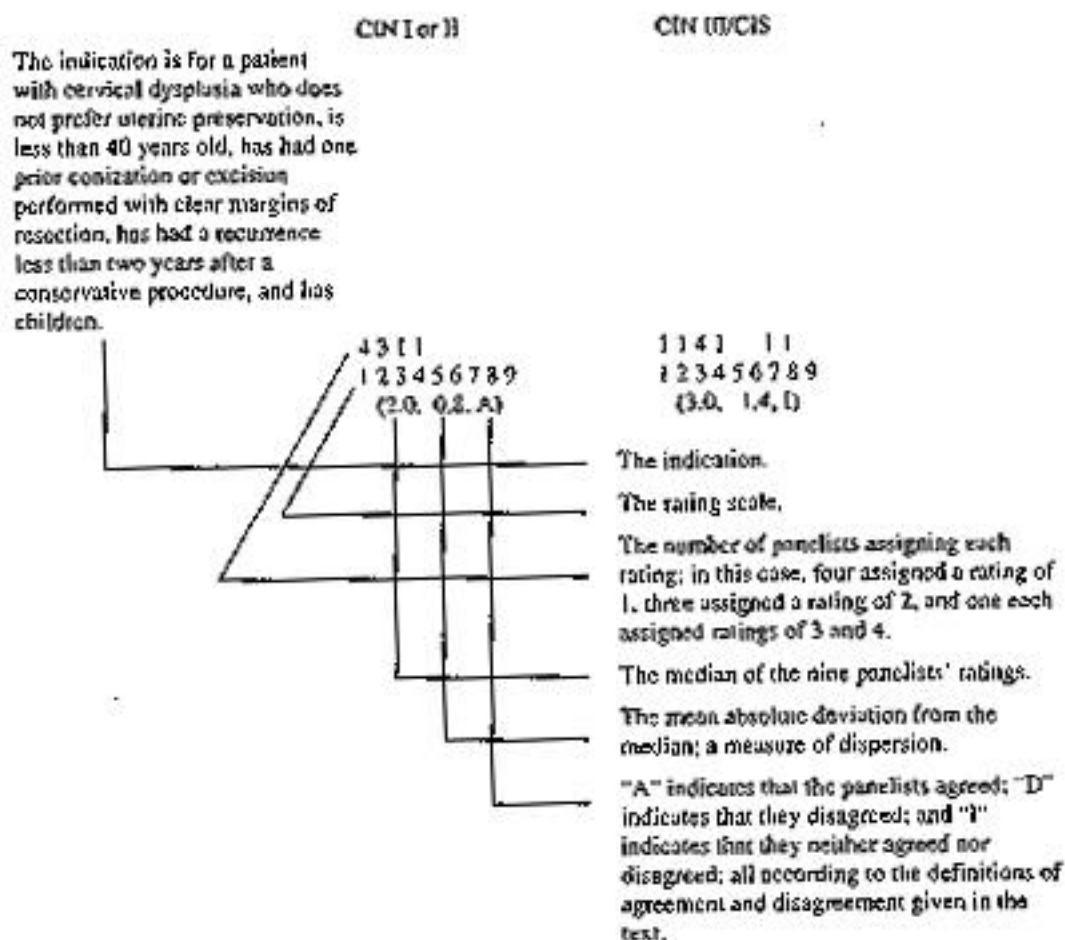 CIN I or II CIN III/CIS
The indication is for a patient
with cervical dysplasia who does
not prefer uterine preservation, is
less than 40 years old, has had one
prior conization or excision
performed with clear margins of
resection, has had a recurrence
less than two years after a
conservative procedure, and has
children.
4 3 1 1 1 1 4 1 1 1
1 2 3 4 5 6 7 8 9 1 2 3 4 5 6 7 8 9
(2.0, 0.8, A) (3.0, 1.4, I)
The indication.
The rating scale.
The number of panelists assigning each
rating; in this case, four assigned a rating of
1, three assigned a rating of 2, and one each
assigned ratings of 3 and 4.
The median of the nine panelists' ratings.
The mean absolute deviation from the
median; a measure of dispersion.
"A" indicates that the panelists agreed; "D"
indicates that they disagreed; and "I"
indicates that they neither agreed nor
disagreed; all according to the definitions of
agreement and disagreement given in the
text.